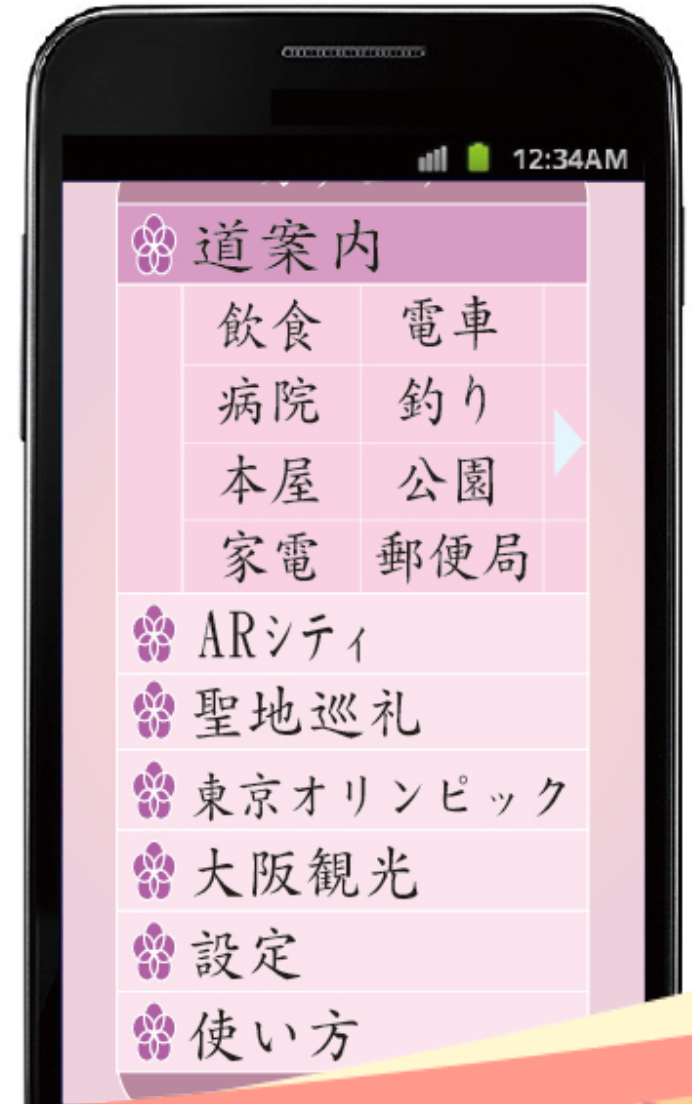 12:34AM
道案内
飲食 電車
病院 釣り
本屋 公園
家電 郵便局
ARシティ
聖地巡礼
東京オリンピック
大阪観光
設定
使い方